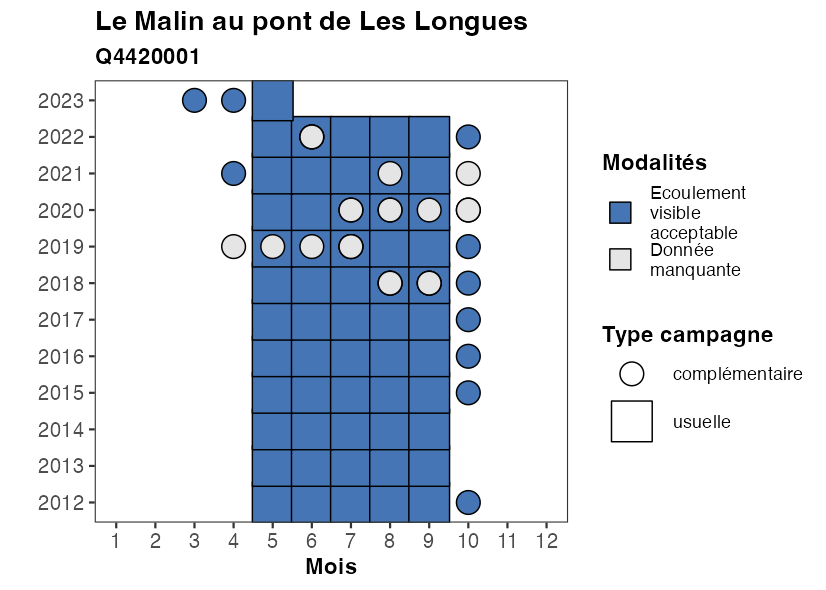 Le Malin au pont de Les Longues
Q4420001
2023
2022
2021
2020
2019
2018
2017
2016
2015
2014
2013
2012
1 2 3 4 5 6 7 8 9 10 11 12
Mois
Modalités
Ecoulement
visible
acceptable
Donnée
manquante
Type campagne
complémentaire
usuelle